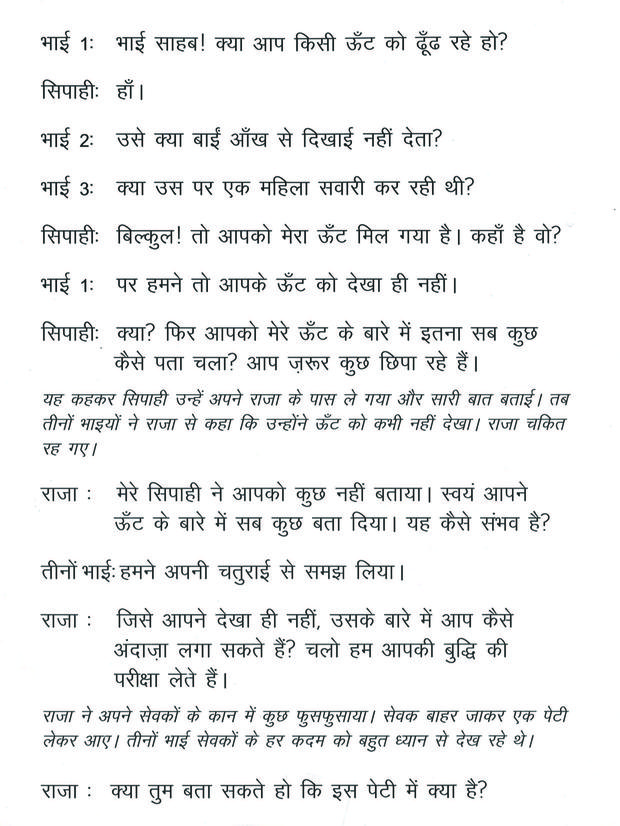 भाई 1: भाई साहब! क्या आप किसी ऊँट को ढूँढ रहे हो?
सिपाही: हाँ।
भाई 2: उसे क्या बाईं आँख से दिखाई नहीं देता?
भाई 3: क्या उस पर एक महिला सवारी कर रही थी?
सिपाही: बिल्कुल! तो आपको मेरा ऊँट मिल गया है। कहाँ है वो?
भाई 1: पर हमने तो आपके ऊँट को देखा ही नहीं।
सिपाही: क्या? फिर आपको मेरे ऊँट के बारे में इतना सब कुछ
कैसे पता चला? आप ज़रूर कुछ छिपा रहे हैं।
यह कहकर सिपाही उन्हें अपने राजा के पास ले गया और सारी बात बताई। तब
तीनों भाइयों ने राजा से कहा कि उन्होंने ऊँट को कभी नहीं देखा। राजा चकित
रह गए।
राजा : मेरे सिपाही ने आपको कुछ नहीं बताया। स्वयं आपने
ऊँट के बारे में सब कुछ बता दिया। यह कैसे संभव है?
तीनों भाई: हमने अपनी चतुराई से समझ लिया।
राजा : जिसे आपने देखा ही नहीं, उसके बारे में आप कैसे
अंदाज़ा लगा सकते हैं? चलो हम आपकी बुद्धि की
परीक्षा लेते हैं।
राजा ने अपने सेवकों के कान में कुछ फुसफुसाया। सेवक बाहर जाकर एक पेटी
लेकर आए। तीनों भाई सेवकों के हर कदम को बहुत ध्यान से देख रहे थे।
राजा : क्या तुम बता सकते हो कि इस पेटी में क्या है?